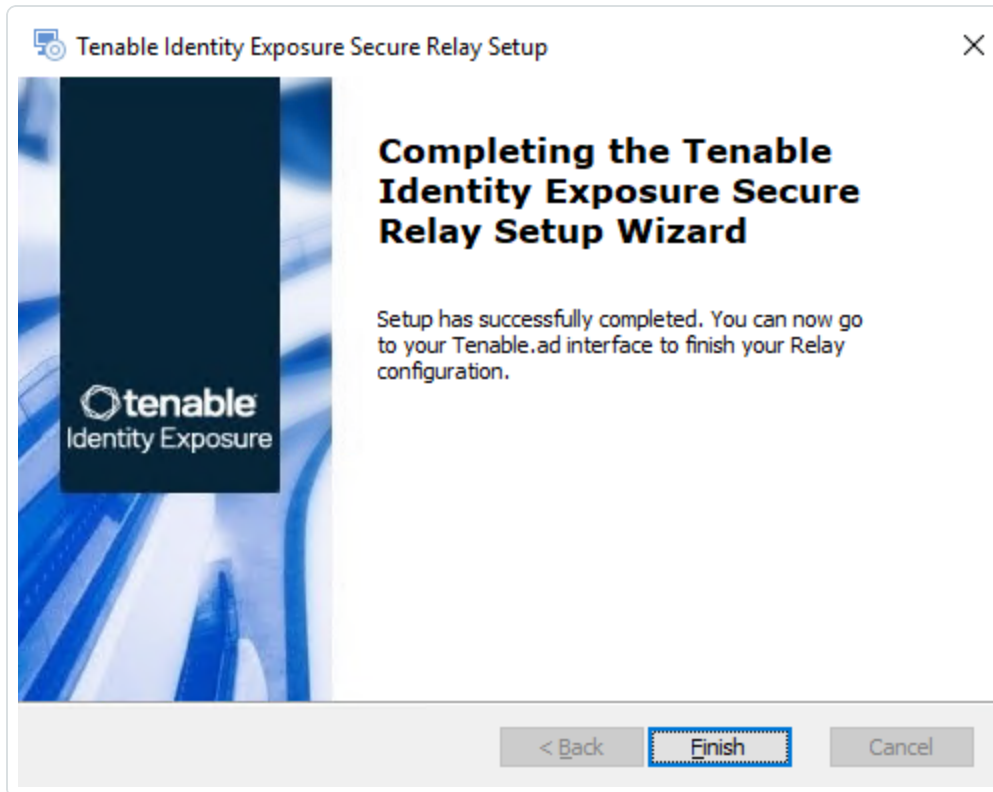 Tenable Identity Exposure Secure Relay Setup
Completing the Tenable
Identity Exposure Secure
Relay Setup Wizard
Setup has successfully completed. You can now go
to your Tenable.ad interface to finish your Relay
configuration.
tenable
Identity Exposure
< Back
Finish
Cancel